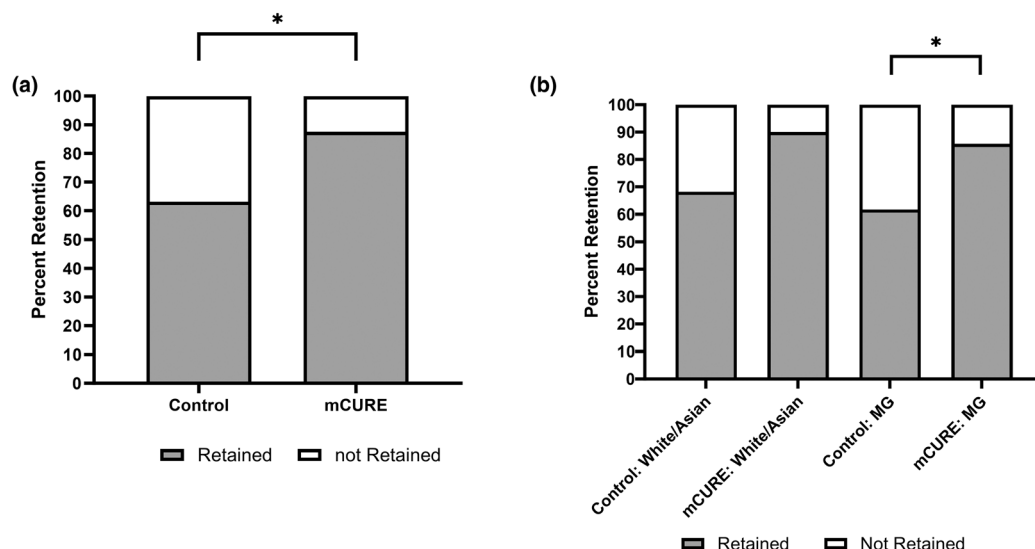 *
(a)
Percent Retention
100
90
80
70
60
50
40
30
20
10
0
Control
mCURE
Retained
not Retained
*
(b)
Percent Retention
100
90
80
70
60
50
40
30
20
10
0
Control: White/Asian
mCURE: White/Asian
Control: MG
mCURE: MG
Retained
Not Retained